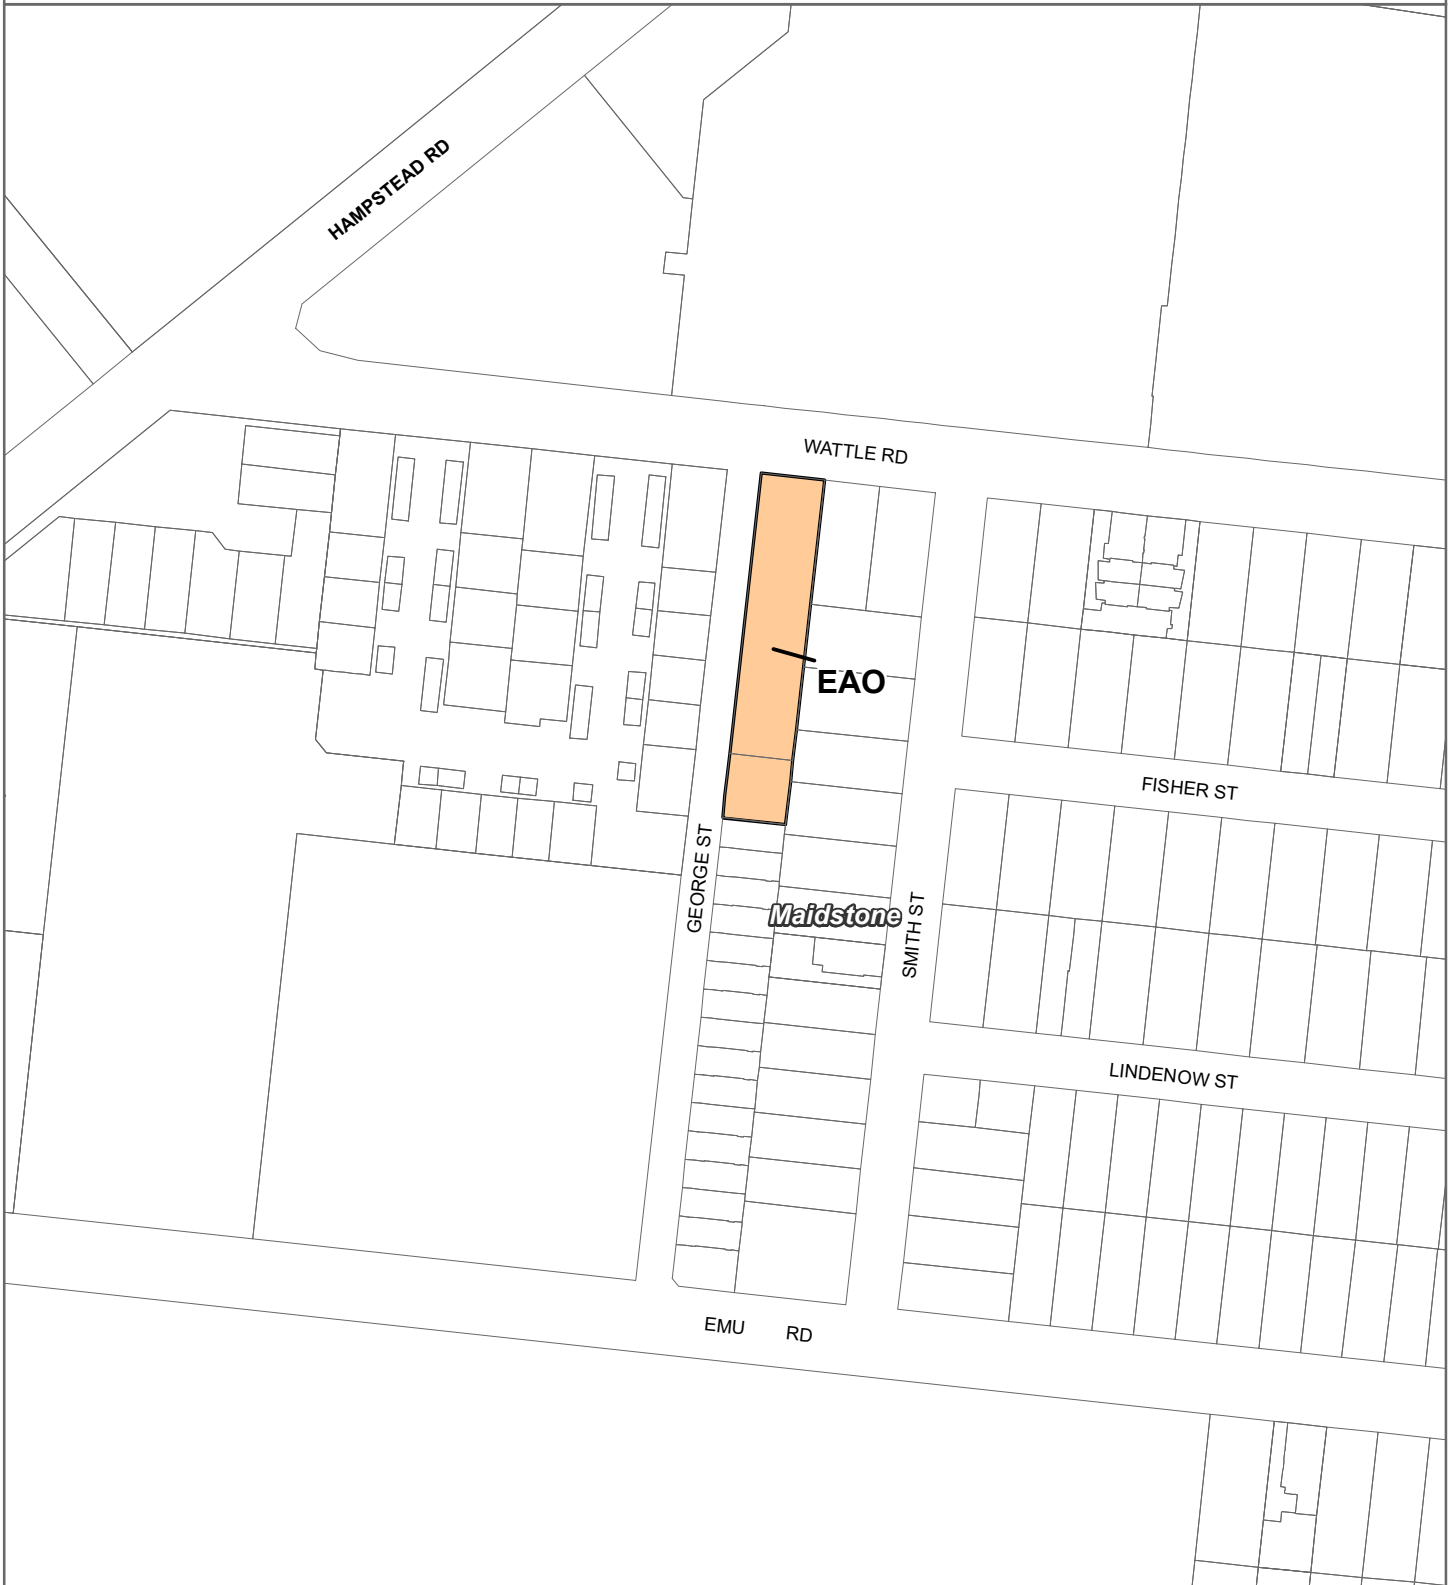 HAMPSTEAD RD
WATTLE RD
EAO
FISHER ST
GEORGE ST
Maidstone
SMITH ST
LINDENOW ST
EMU RD